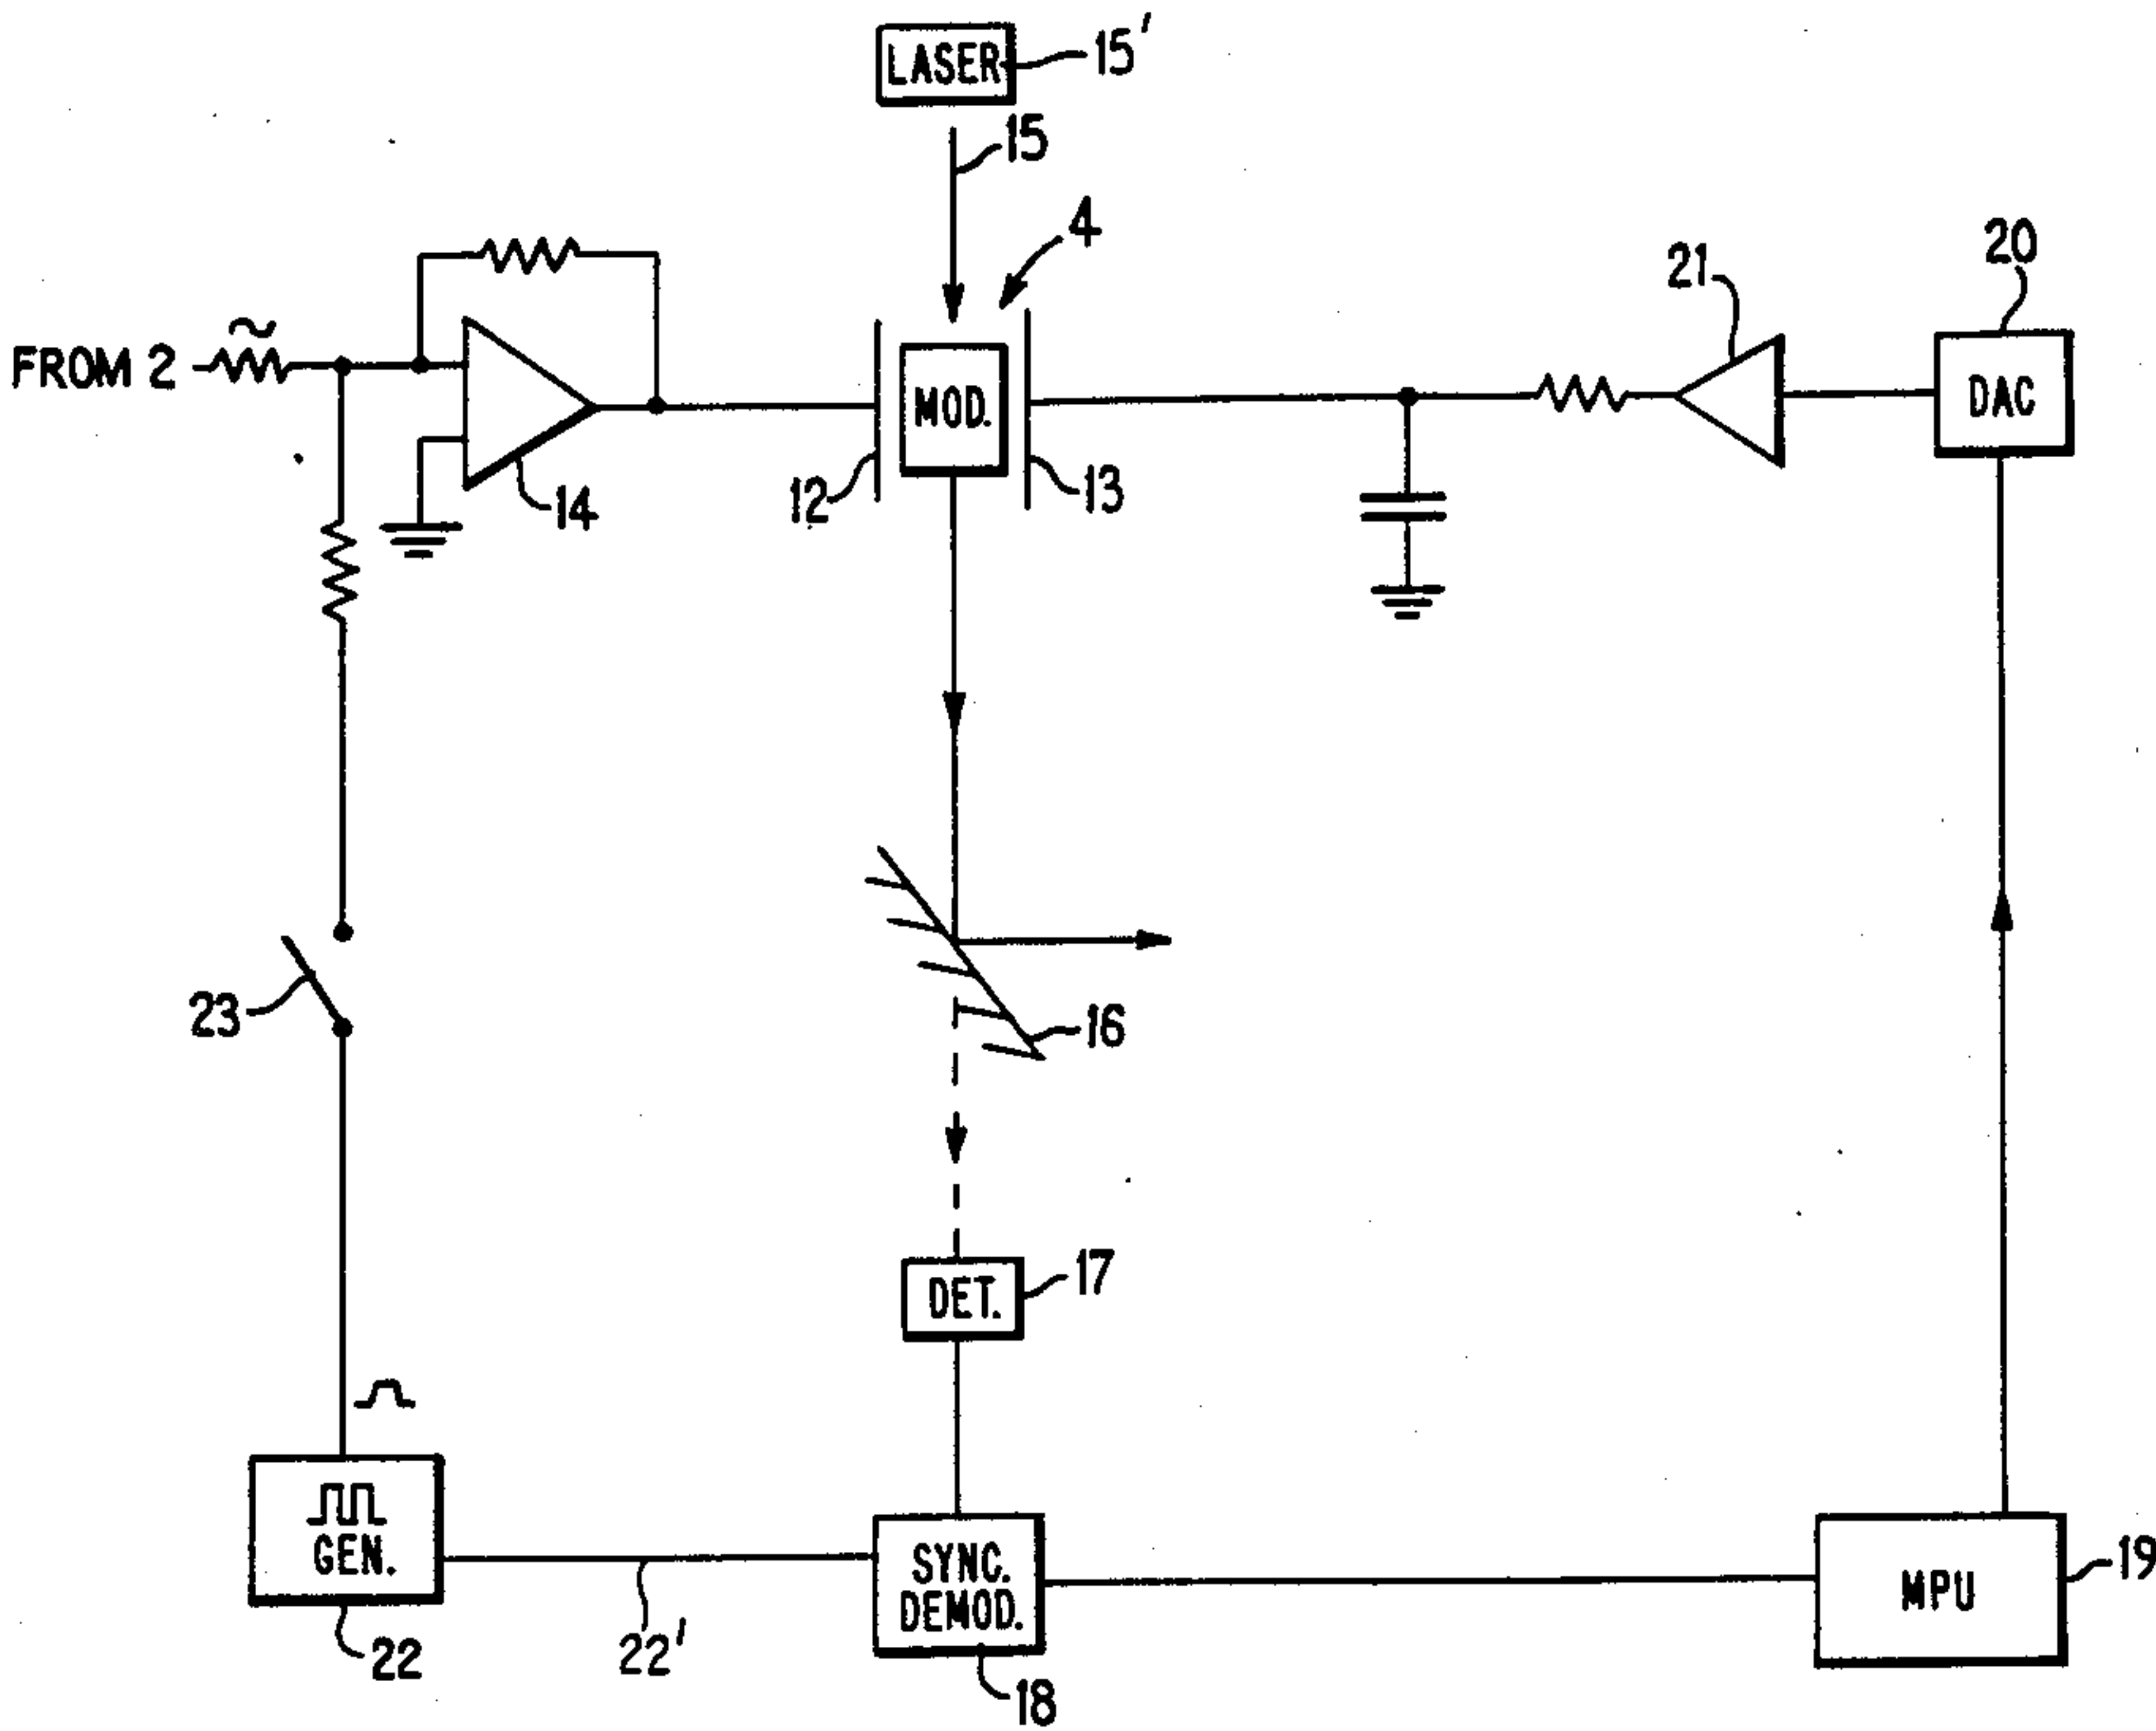 LASER
15'
15
4
20
21
FROM 2
MOD.
DAC
12
13
14
23
16
17
DET.
GEN.
SYNC.
DEMOD.
MPU
19
22
22'
18